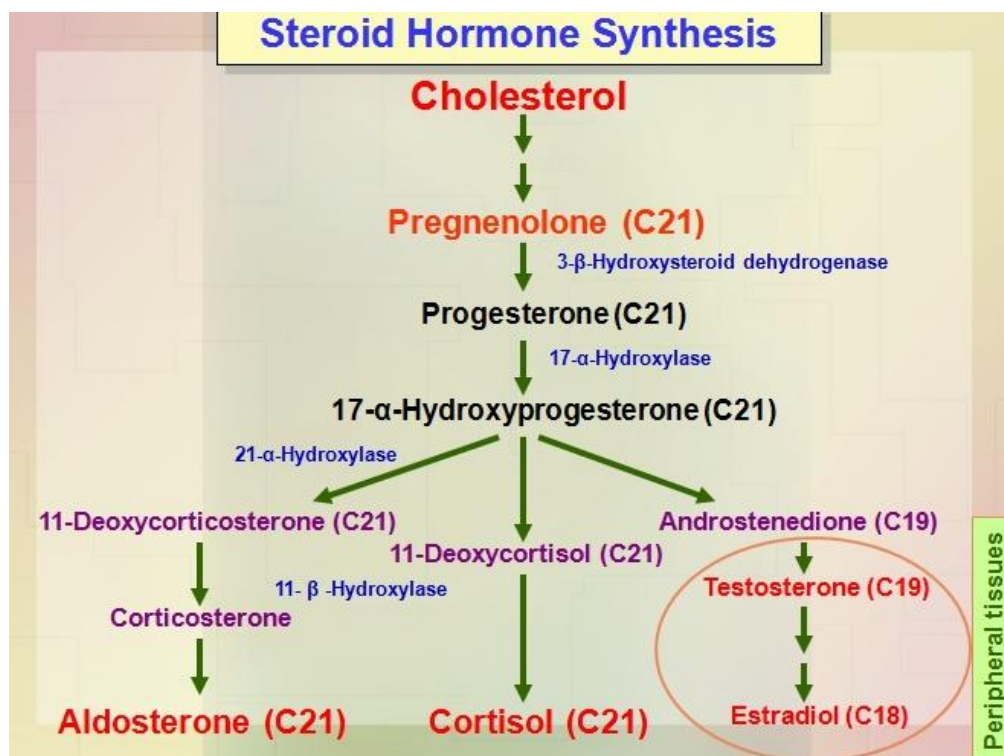 Steroid Hormone Synthesis
Cholesterol
Pregnenolone (C21)
3-β-Hydroxysteroid dehydrogenase
Progesterone (C21)
17-α-Hydroxylase
17-α-Hydroxyprogesterone (C21)
21-α-Hydroxylase
11-Deoxycorticosterone (C21)
Androstenedione (C19)
11-Deoxycortisol (C21)
11- β -Hydroxylase
Testosterone (C19)
Corticosterone
Aldosterone (C21)
Cortisol (C21)
Estradiol (C18)
Peripheral tissues